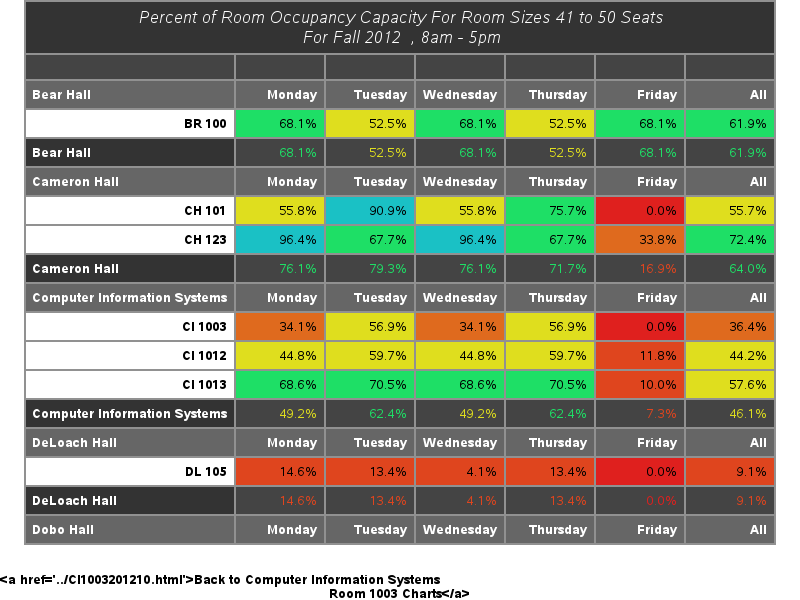 Percent of Room Occupancy Capacity For Room Sizes 41 to 50 Seats
For Fall 2012 , 8am - 5pm
Bear Hall Monday Tuesday Wednesday Thursday Friday All
BR 100 68.1% 52.5% 68.1% 52.5% 68.1% 61.9%
Bear Hall 68.1% 52.5% 68.1% 52.5% 68.1% 61.9%
Cameron Hall Monday Tuesday Wednesday Thursday Friday All
CH 101 55.8% 90.9% 55.8% 75.7% 0.0% 55.7%
CH 123 96.4% 67.7% 96.4% 67.7% 33.8% 72.4%
Cameron Hall 76.1% 79.3% 76.1% 71.7% 16.9% 64.0%
Computer Information Systems Monday Tuesday Wednesday Thursday Friday All
CI 1003 34.1% 56.9% 34.1% 56.9% 0.0% 36.4%
CI 1012 44.8% 59.7% 44.8% 59.7% 11.8% 44.2%
CI 1013 68.6% 70.5% 68.6% 70.5% 10.0% 57.6%
Computer Information Systems 49.2% 62.4% 49.2% 62.4% 7.3% 46.1%
DeLoach Hall Monday Tuesday Wednesday Thursday Friday All
DL 105 14.6% 13.4% 4.1% 13.4% 0.0% 9.1%
DeLoach Hall 14.6% 13.4% 4.1% 13.4% 0.0% 9.1%
Dobo Hall Monday Tuesday Wednesday Thursday Friday All
<a href='../CI1003201210.html'>Back to Computer Information Systems
Room 1003 Charts</a>